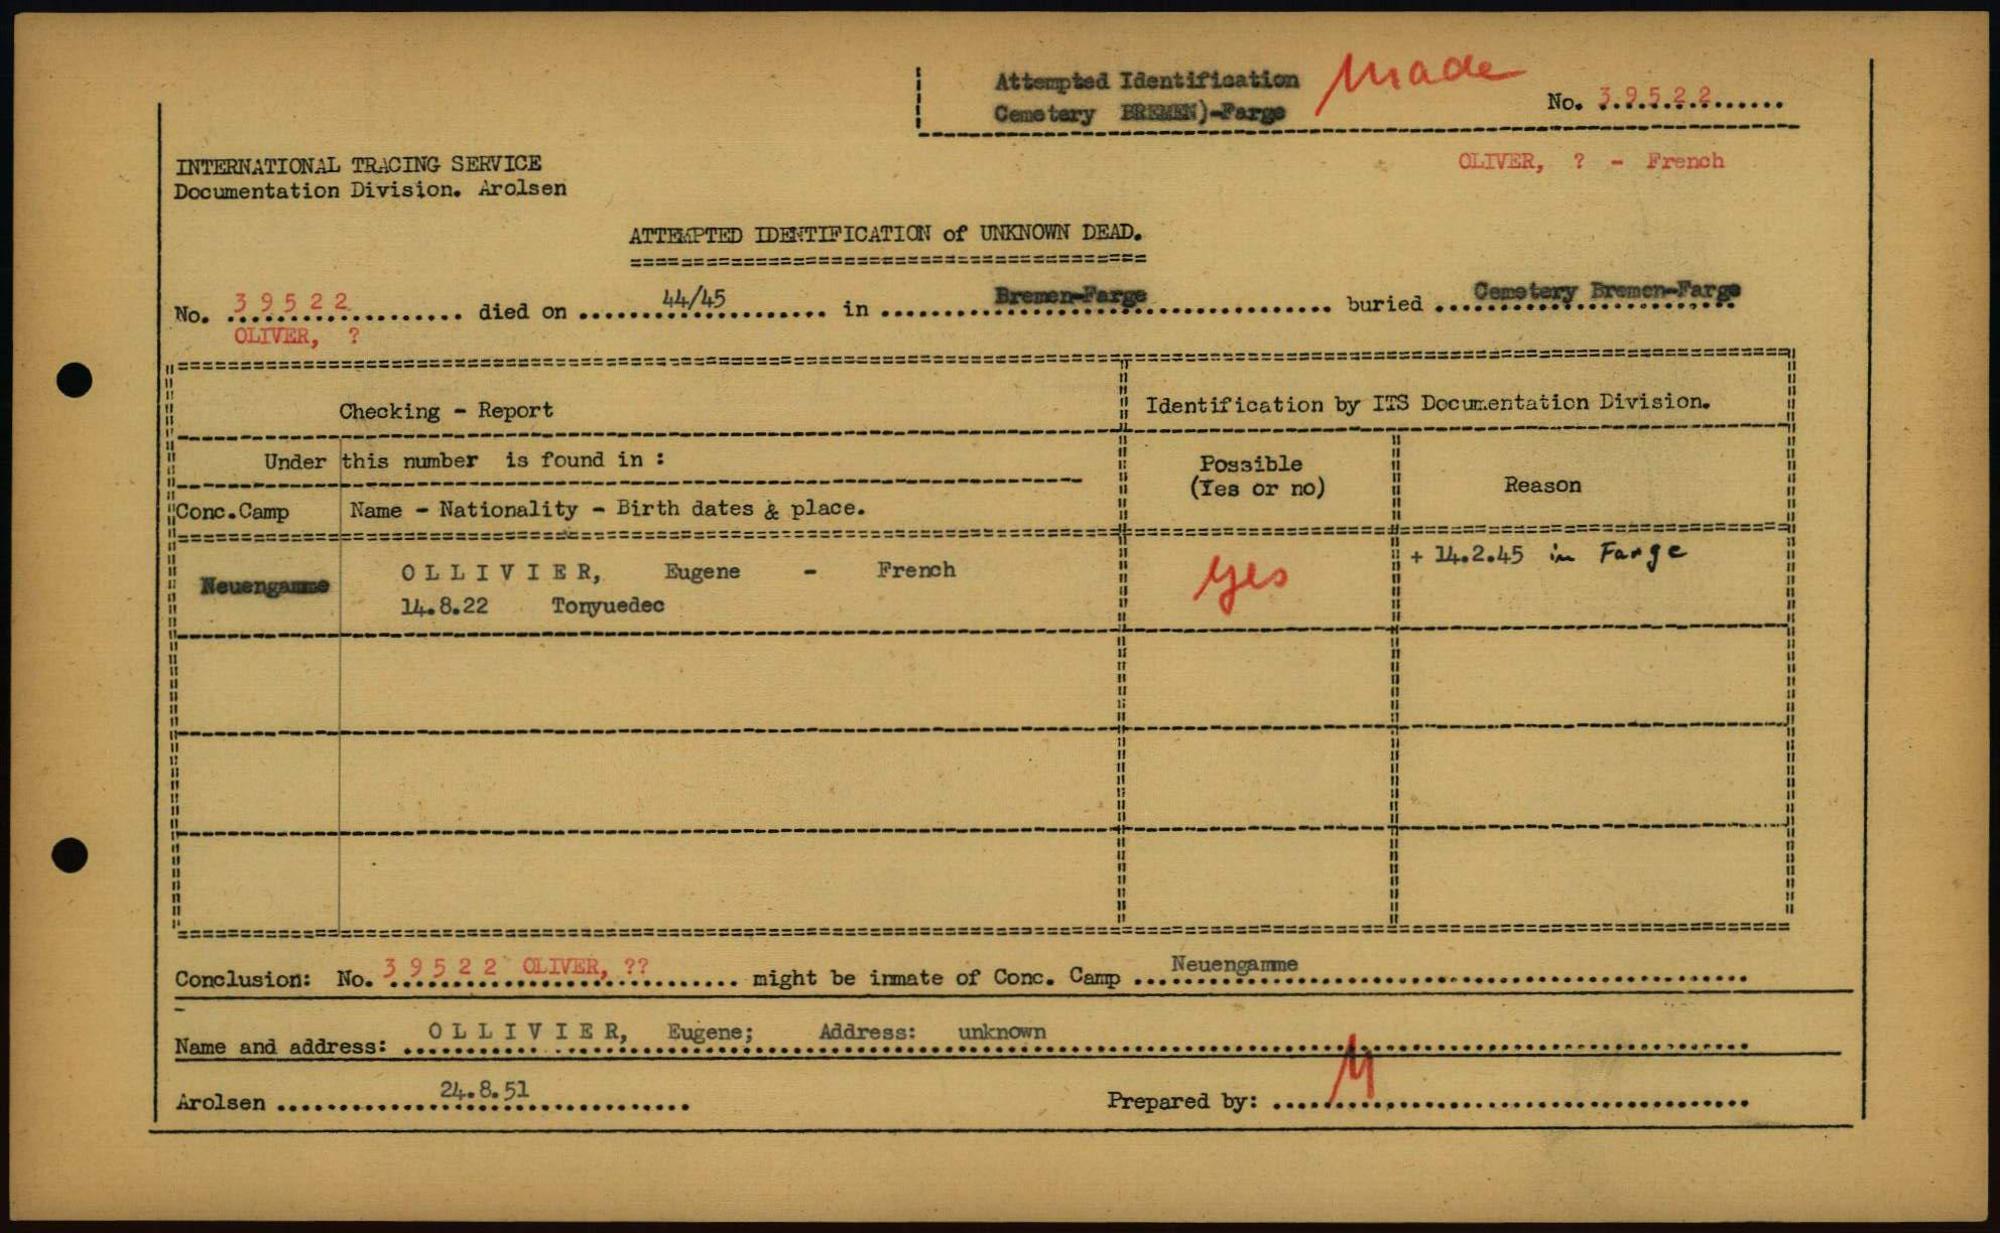 Attempted Identification made
Cemetery BREMEN)-Farge
No. 39522
OLIVER, ? - French
INTERNATIONAL TRACING SERVICE
Documentation Division. Arolsen
ATTEMPTED IDENTIFICATION of UNKNOWN DEAD.
No. 39522 died on 44/45 in Bremen-Farge buried Cemetery Bremen-Farge
OLIVER, ?
Checking - Report
Identification by ITS Documentation Division.
Under this number is found in :
Possible
(Yes or no)
Reason
Conc.Camp Name - Nationality - Birth dates & place.
Neuengamme
OLLIVIER, Eugene - French
14.8.22 Tonyuedec
yes
+ 14.2.45 in Farge
Conclusion: No. 39522 OLIVER, ?? might be inmate of Conc. Camp Neuengamme
Name and address: OLLIVIER, Eugene; Address: unknown
Arolsen 24.8.51 Prepared by: